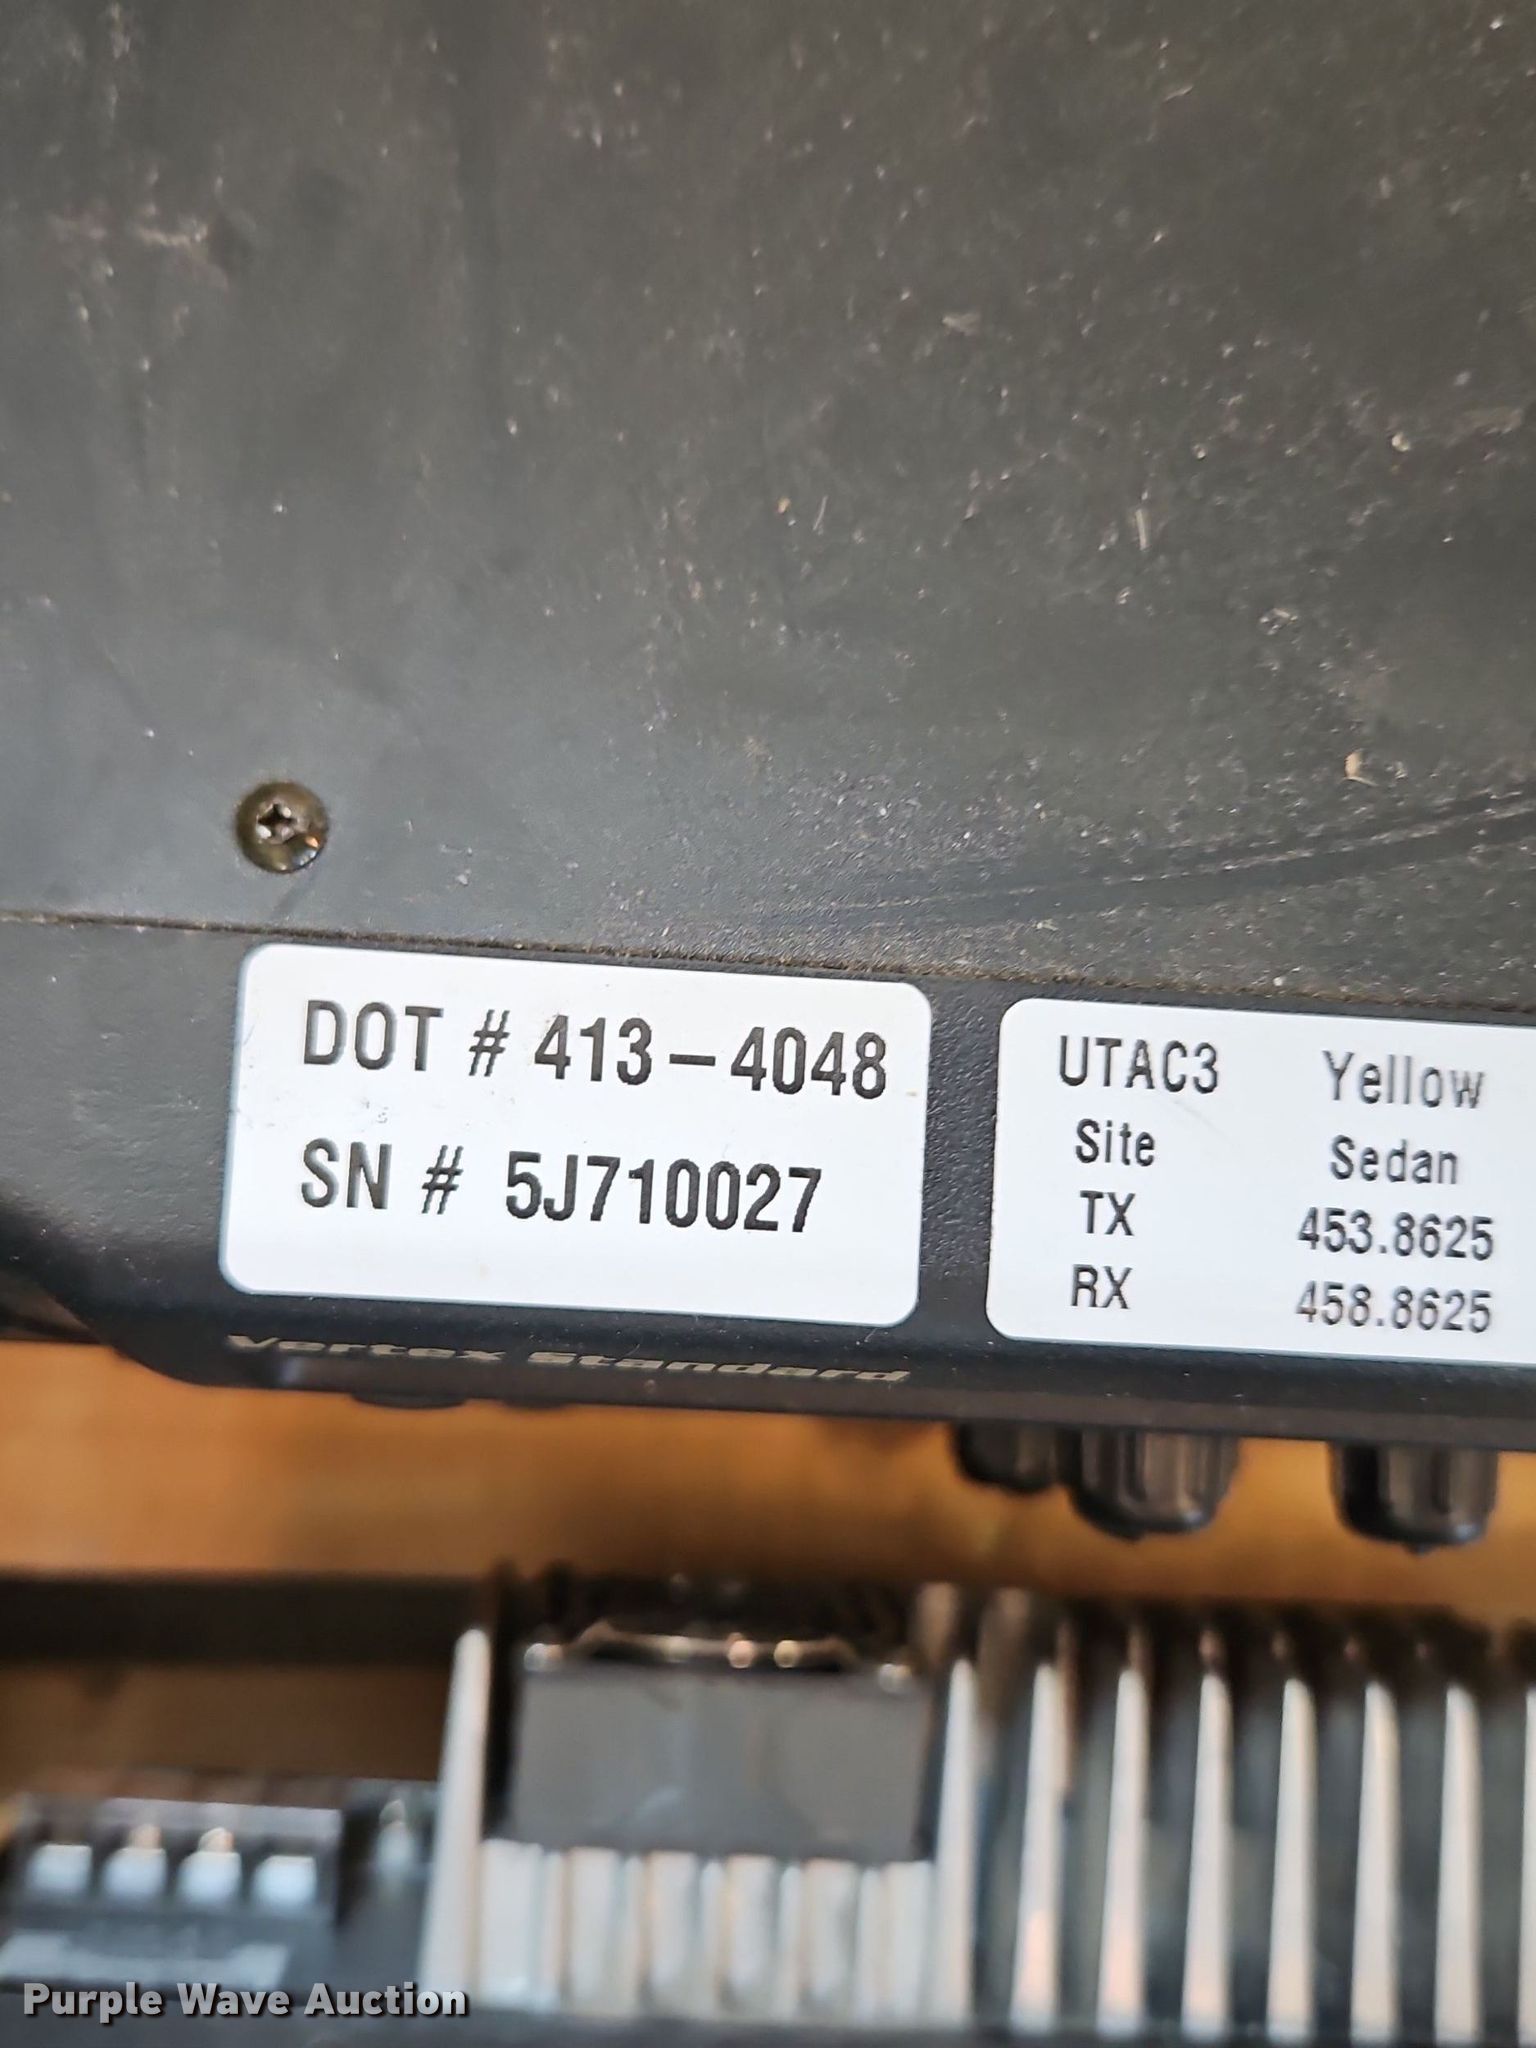 DOT # 413-4048
SN # 5J710027
UTAC3 Yellow
Site Sedan
TX 453.8625
RX 458.8625
Vertex Standard
Purple Wave Auction